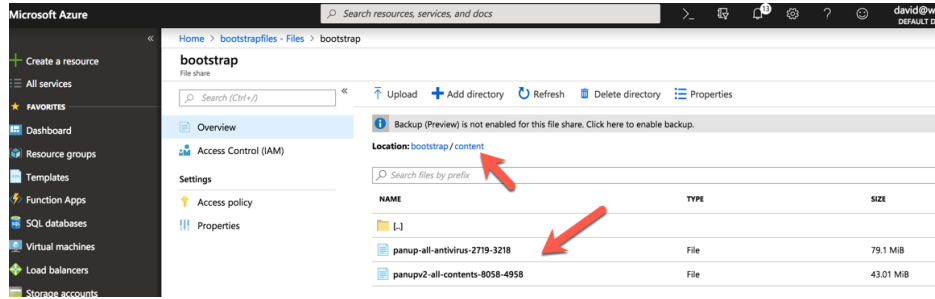 Microsoft Azure
Search resources, services, and docs
>_
13
?
david@w
DEFAULT D
«
Create a resource
All services
FAVORITES
Dashboard
Resource groups
Templates
Function Apps
SQL databases
Virtual machines
Load balancers
Storage accounts
Home > bootstrapfiles - Files > bootstrap
bootstrap
File share
Search (Ctrl+/)
«
Overview
Access Control (IAM)
Settings
Access policy
Properties
Upload Add directory Refresh Delete directory Properties
Backup (Preview) is not enabled for this file share. Click here to enable backup.
Location: bootstrap / content
Search files by prefix
NAME TYPE SIZE
[..]
panup-all-antivirus-2719-3218 File 79.1 MiB
panupv2-all-contents-8058-4958 File 43.01 MiB